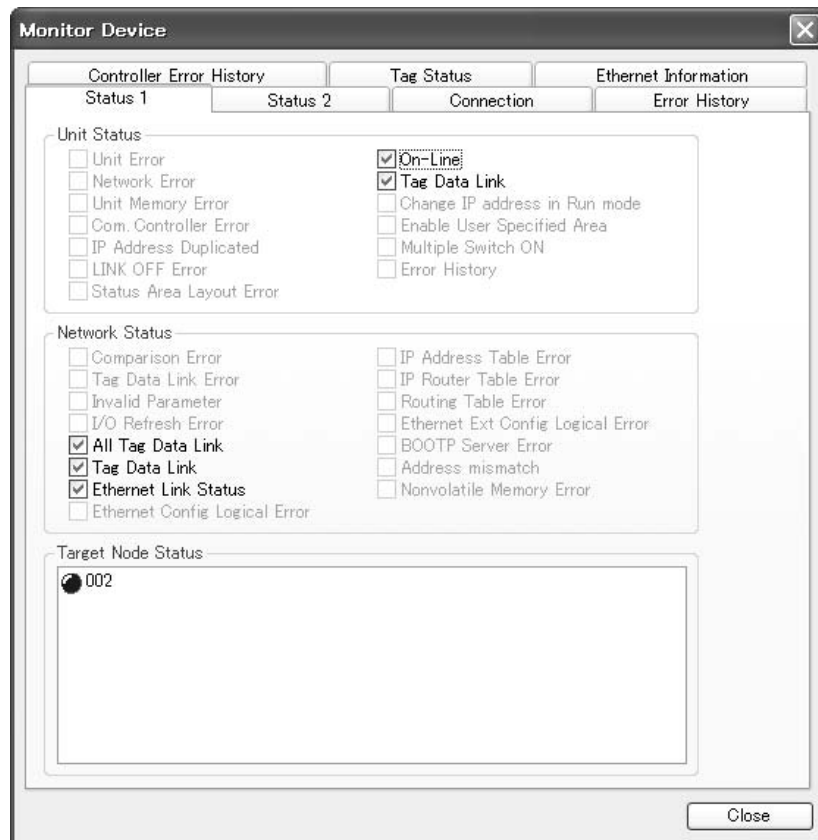 Monitor Device
Controller Error History Tag Status Ethernet Information
Status 1 Status 2 Connection Error History
Unit Status
Unit Error On-Line
Network Error Tag Data Link
Unit Memory Error Change IP address in Run mode
Com. Controller Error Enable User Specified Area
IP Address Duplicated Multiple Switch ON
LINK OFF Error Error History
Status Area Layout Error
Network Status
Comparison Error IP Address Table Error
Tag Data Link Error IP Router Table Error
Invalid Parameter Routing Table Error
I/O Refresh Error Ethernet Ext Config Logical Error
All Tag Data Link BOOTP Server Error
Tag Data Link Address mismatch
Ethernet Link Status Nonvolatile Memory Error
Ethernet Config Logical Error
Target Node Status
002
Close